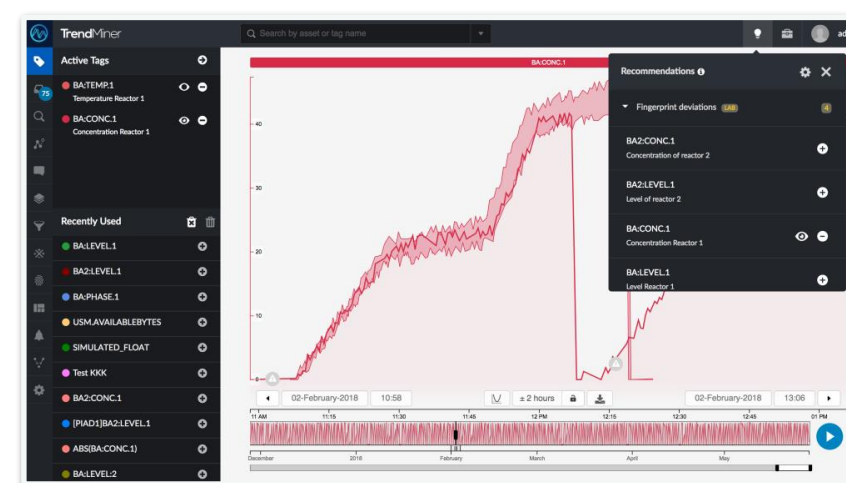 TrendMiner
Search by asset or tag name
ad
Active Tags
75
BA:TEMP.1
Temperature Reactor 1
BA:CONC.1
Concentration Reactor 1
Recently Used
BA:LEVEL.1
BA2:LEVEL.1
BA:PHASE.1
USM.AVAILABLEBYTES
SIMULATED_FLOAT
Test KKK
BA2:CONC.1
[PIAD1]BA2:LEVEL.1
ABS(BA:CONC.1)
BA:LEVEL:2
BA:CONC.1
40
30
20
10
0
Recommendations
Fingerprint deviations LAB 4
BA2:CONC.1
Concentration of reactor 2
BA2:LEVEL.1
Level of reactor 2
BA:CONC.1
Concentration Reactor 1
BA:LEVEL.1
Level Reactor 1
02-February-2018 10:58 ± 2 hours 02-February-2018 13:06
11 AM 11:15 11:30 11:45 12 PM 12:15 12:30 12:45 01 PM
December 2018 February March April May